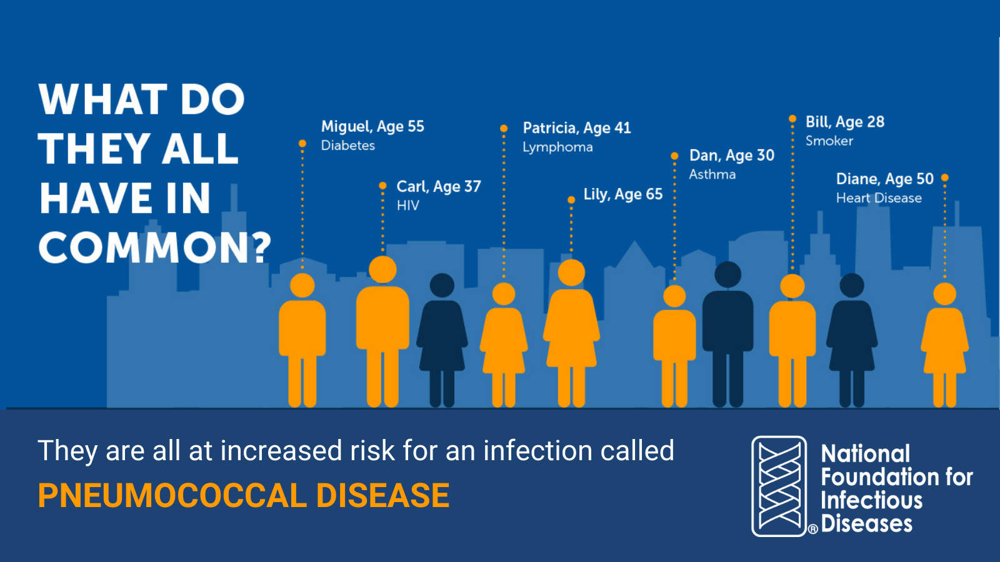 WHAT DO
THEY ALL
HAVE IN
COMMON?
Miguel, Age 55
Diabetes
Carl, Age 37
HIV
Patricia, Age 41
Lymphoma
Lily, Age 65
Dan, Age 30
Asthma
Bill, Age 28
Smoker
Diane, Age 50
Heart Disease
They are all at increased risk for an infection called
PNEUMOCOCCAL DISEASE
National
Foundation for
Infectious
® Diseases